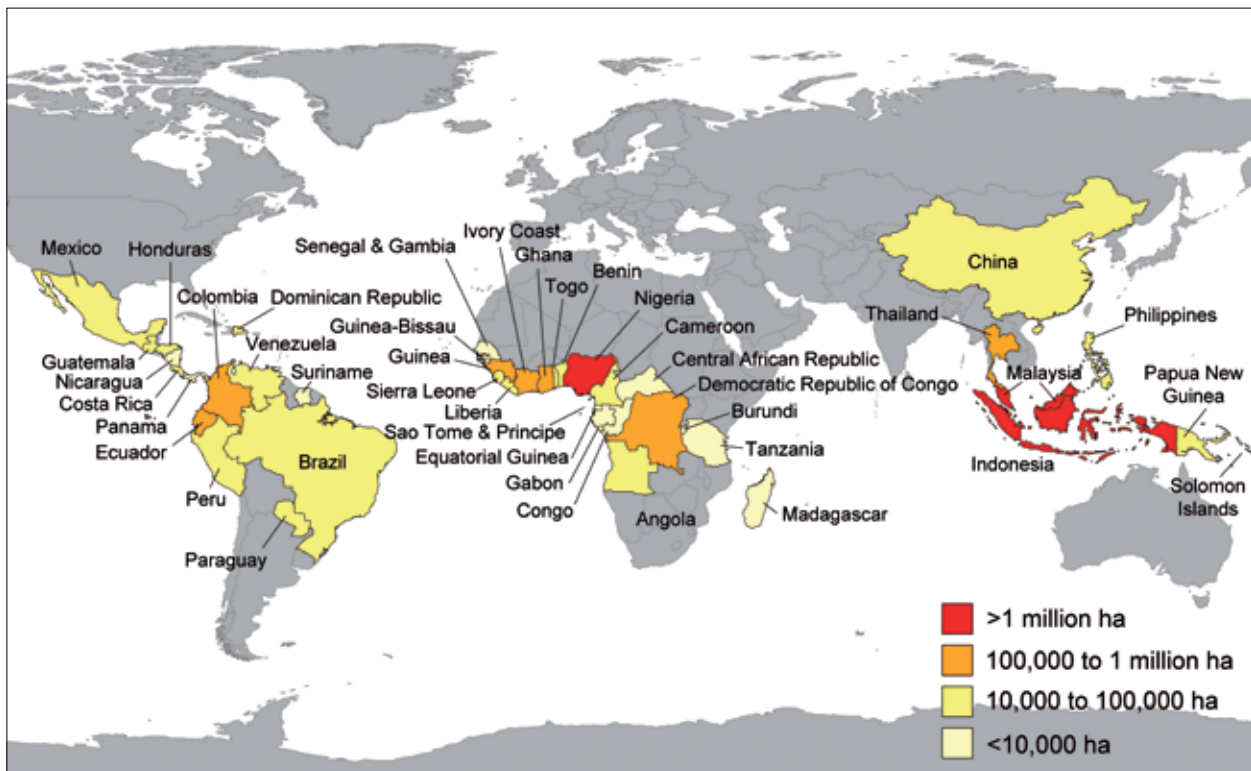 Mexico
Honduras
Guatemala
Nicaragua
Costa Rica
Panama
Colombia
Ecuador
Dominican Republic
Venezuela
Suriname
Brazil
Peru
Paraguay
Senegal & Gambia
Guinea-Bissau
Guinea
Sierra Leone
Liberia
Ivory Coast
Ghana
Togo
Benin
Nigeria
Cameroon
Central African Republic
Democratic Republic of Congo
Burundi
Tanzania
Sao Tome & Principe
Equatorial Guinea
Gabon
Congo
Angola
Madagascar
China
Thailand
Philippines
Malaysia
Papua New
Guinea
Indonesia
Solomon
Islands
>1 million ha
100,000 to 1 million ha
10,000 to 100,000 ha
<10,000 ha